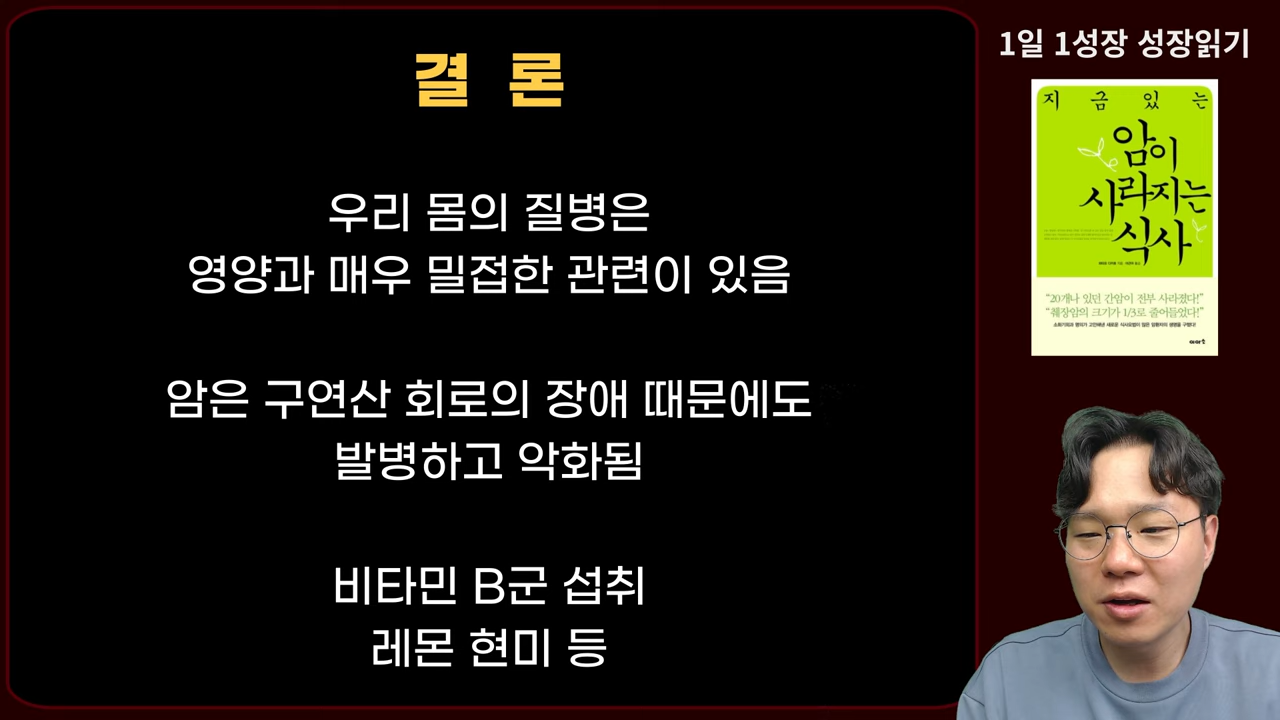 결 론
우리 몸의 질병은
영양과 매우 밀접한 관련이 있음
암은 구연산 회로의 장애 때문에도
발병하고 악화됨
비타민 B군 섭취
레몬 현미 등
1일 1성장 성장읽기
지금있는
암이
사라지는
식사
“20개나 있던 간암이 전부 사라졌다!”
“췌장암의 크기가 1/3로 줄어들었다!”